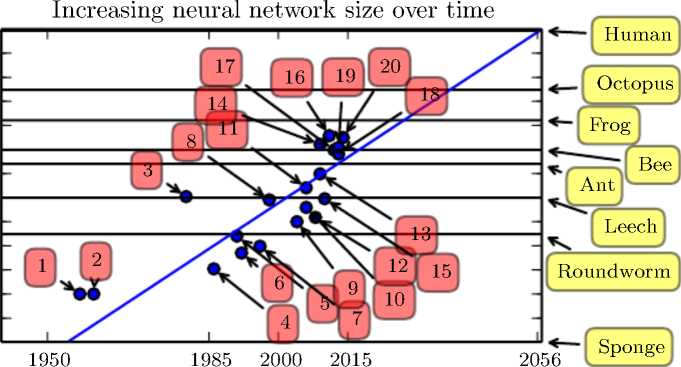 Increasing neural network size over time
Human
20
17
16
19
Octopus
18
14
Frog
11
8
Bee
3
Ant
Leech
13
1
2
12
15
Roundworm
6
9
10
5
4
7
Sponge
1950
1985
2000
2015
2056